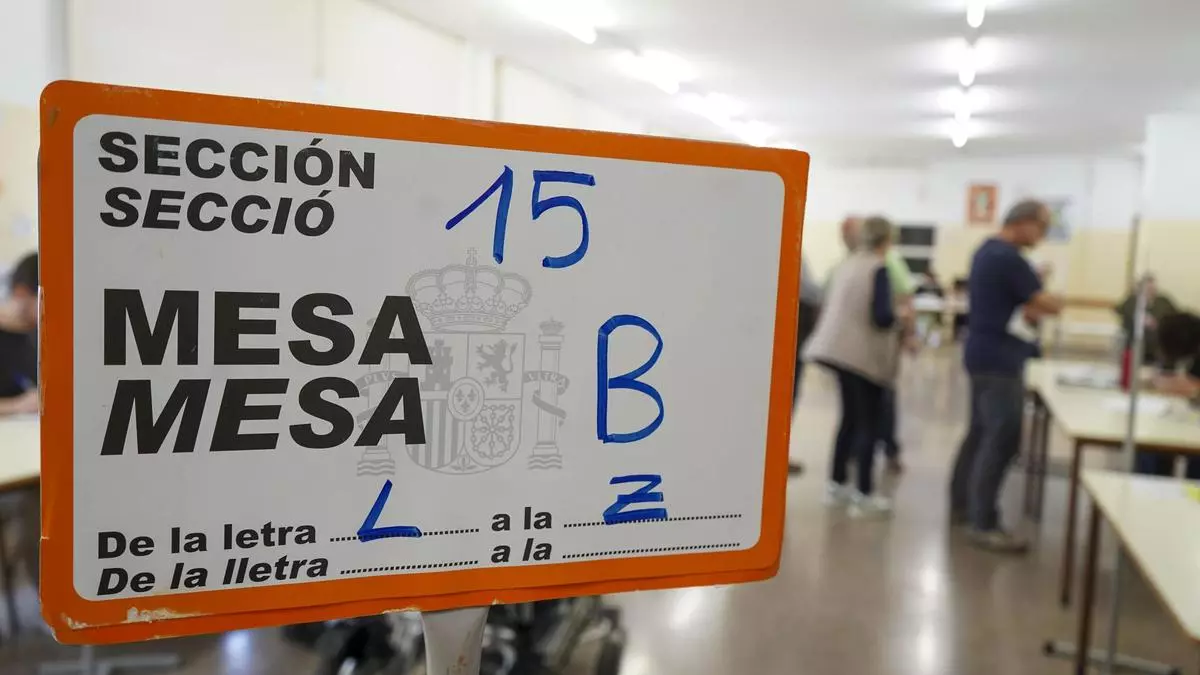 SECCIÓN 15
SECCIÓ
MESA
MESA B
De la letra L a la Z
De la lletra a la